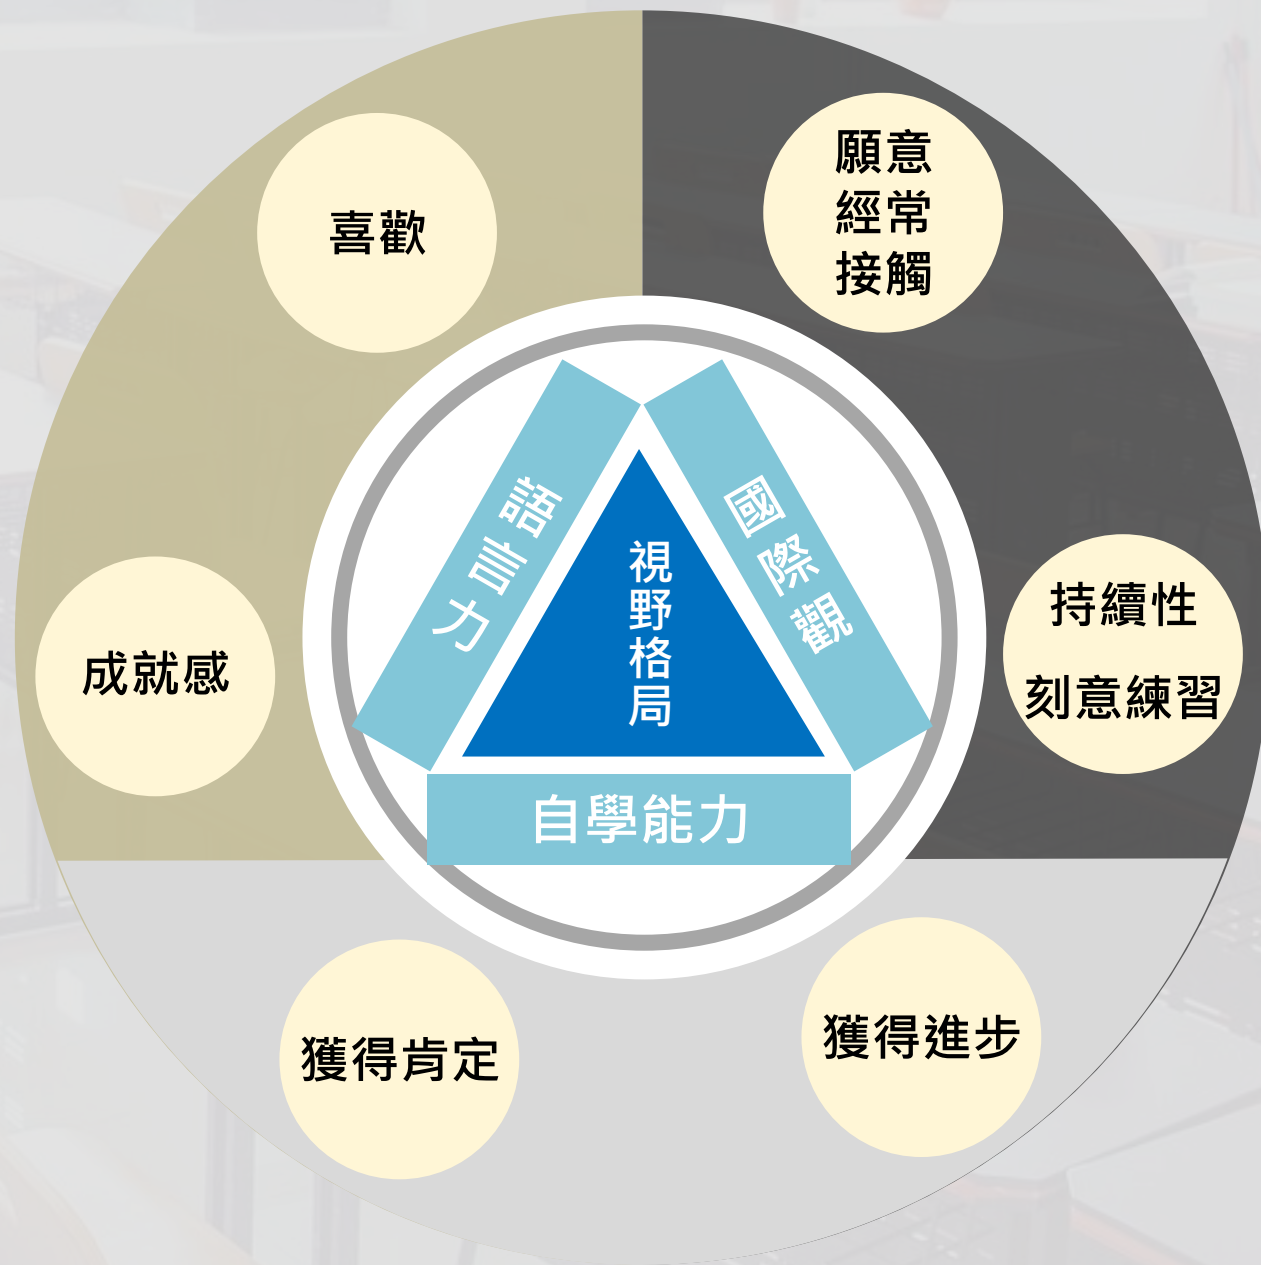 喜歡
願意
經常
接觸
語言力
國際觀
視野格局
成就感
持續性
刻意練習
自學能力
獲得肯定
獲得進步